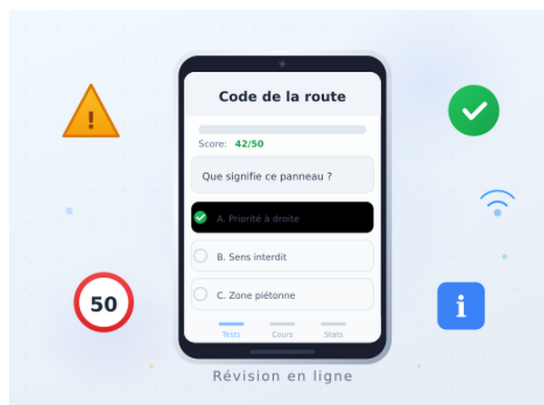 Code de la route
!
Score: 42/50
Que signifie ce panneau ?
A. Priorité à droite
B. Sens interdit
50
C. Zone piétonne
i
Tests Cours Stats
Révision en ligne